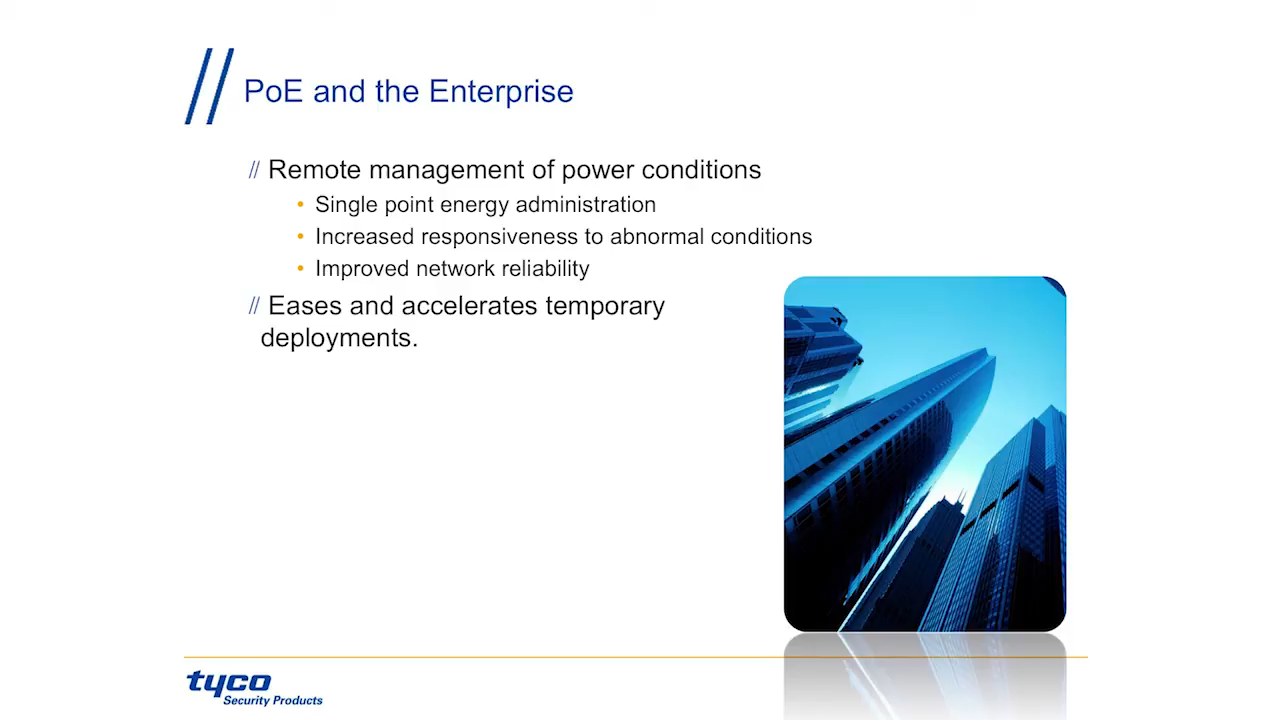 // PoE and the Enterprise
// Remote management of power conditions
• Single point energy administration
• Increased responsiveness to abnormal conditions
• Improved network reliability
// Eases and accelerates temporary
deployments.
tyco
Security Products